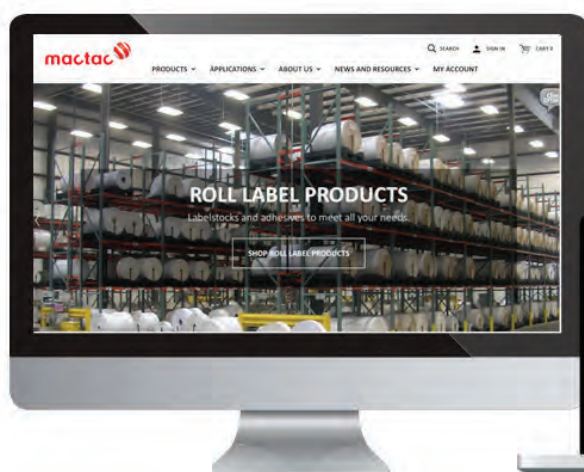 mactac
SEARCH SIGN IN CART 0
PRODUCTS APPLICATIONS ABOUT US NEWS AND RESOURCES MY ACCOUNT
ROLL LABEL PRODUCTS
Labelstocks and adhesives to meet all your needs.
SHOP ROLL LABEL PRODUCTS